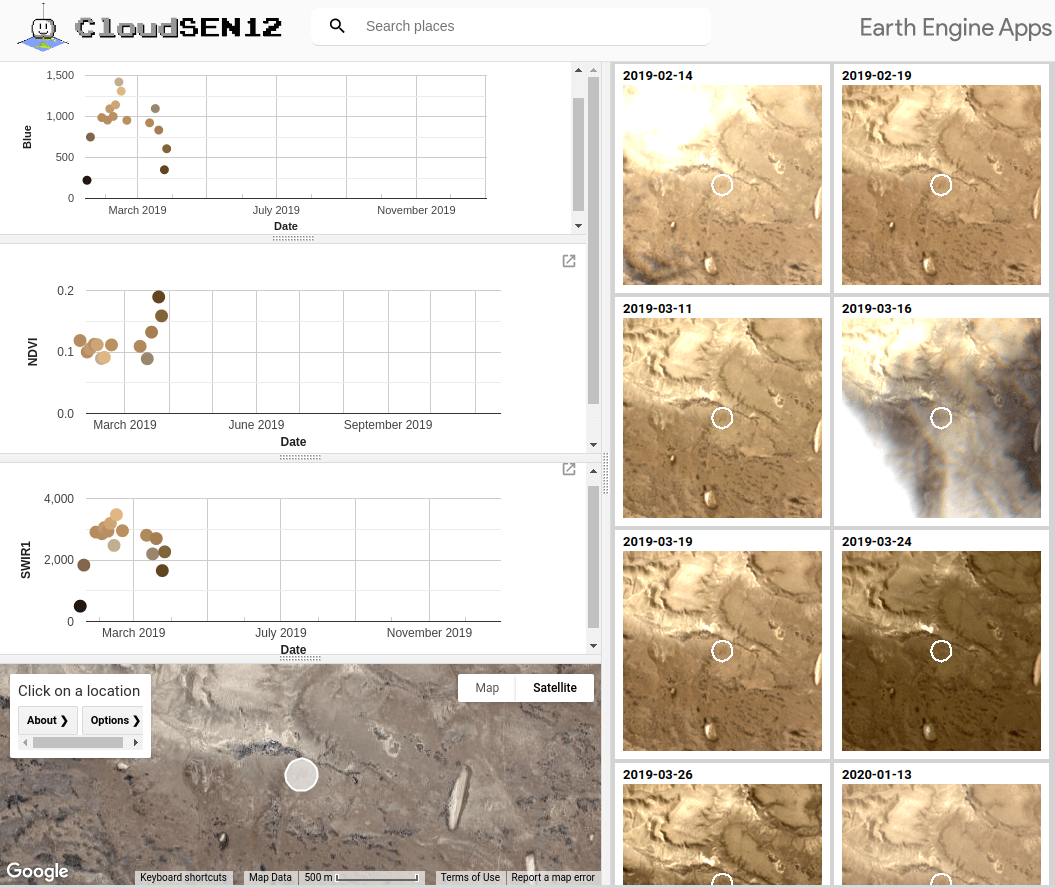 CloudSEN12
Search places
Earth Engine Apps
1,500
1,000
500
0
Blue
March 2019
July 2019
November 2019
Date
0.2
0.1
0.0
NDVI
March 2019
June 2019
September 2019
Date
4,000
2,000
0
SWIR1
March 2019
July 2019
November 2019
Date
Click on a location
About ❯
Options ❯
Map
Satellite
Google
Keyboard shortcuts
Map Data
500 m
Terms of Use
Report a map error
2019-02-14
2019-02-19
2019-03-11
2019-03-16
2019-03-19
2019-03-24
2019-03-26
2020-01-13